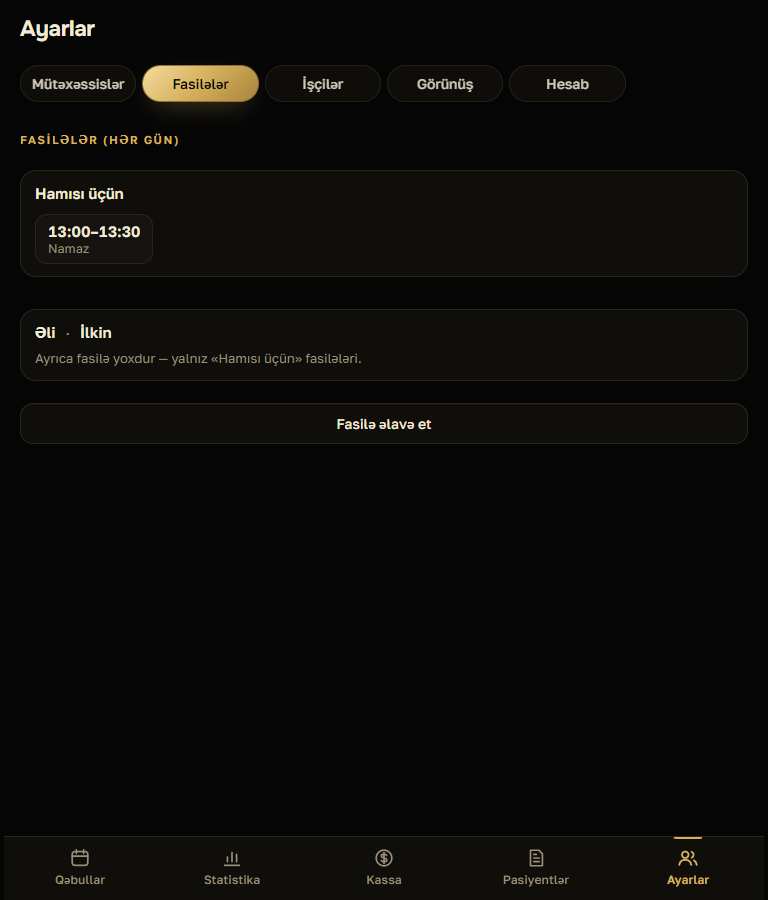 Ayarlar
Mütəxəssislər Fasilələr İşçilər Görünüş Hesab
FASİLƏLƏR (HƏR GÜN)
Hamısı üçün
13:00–13:30
Namaz
Əli · İlkin
Ayrıca fasilə yoxdur — yalnız «Hamısı üçün» fasilələri.
Fasilə əlavə et
Qəbullar Statistika Kassa Pasiyentlər Ayarlar